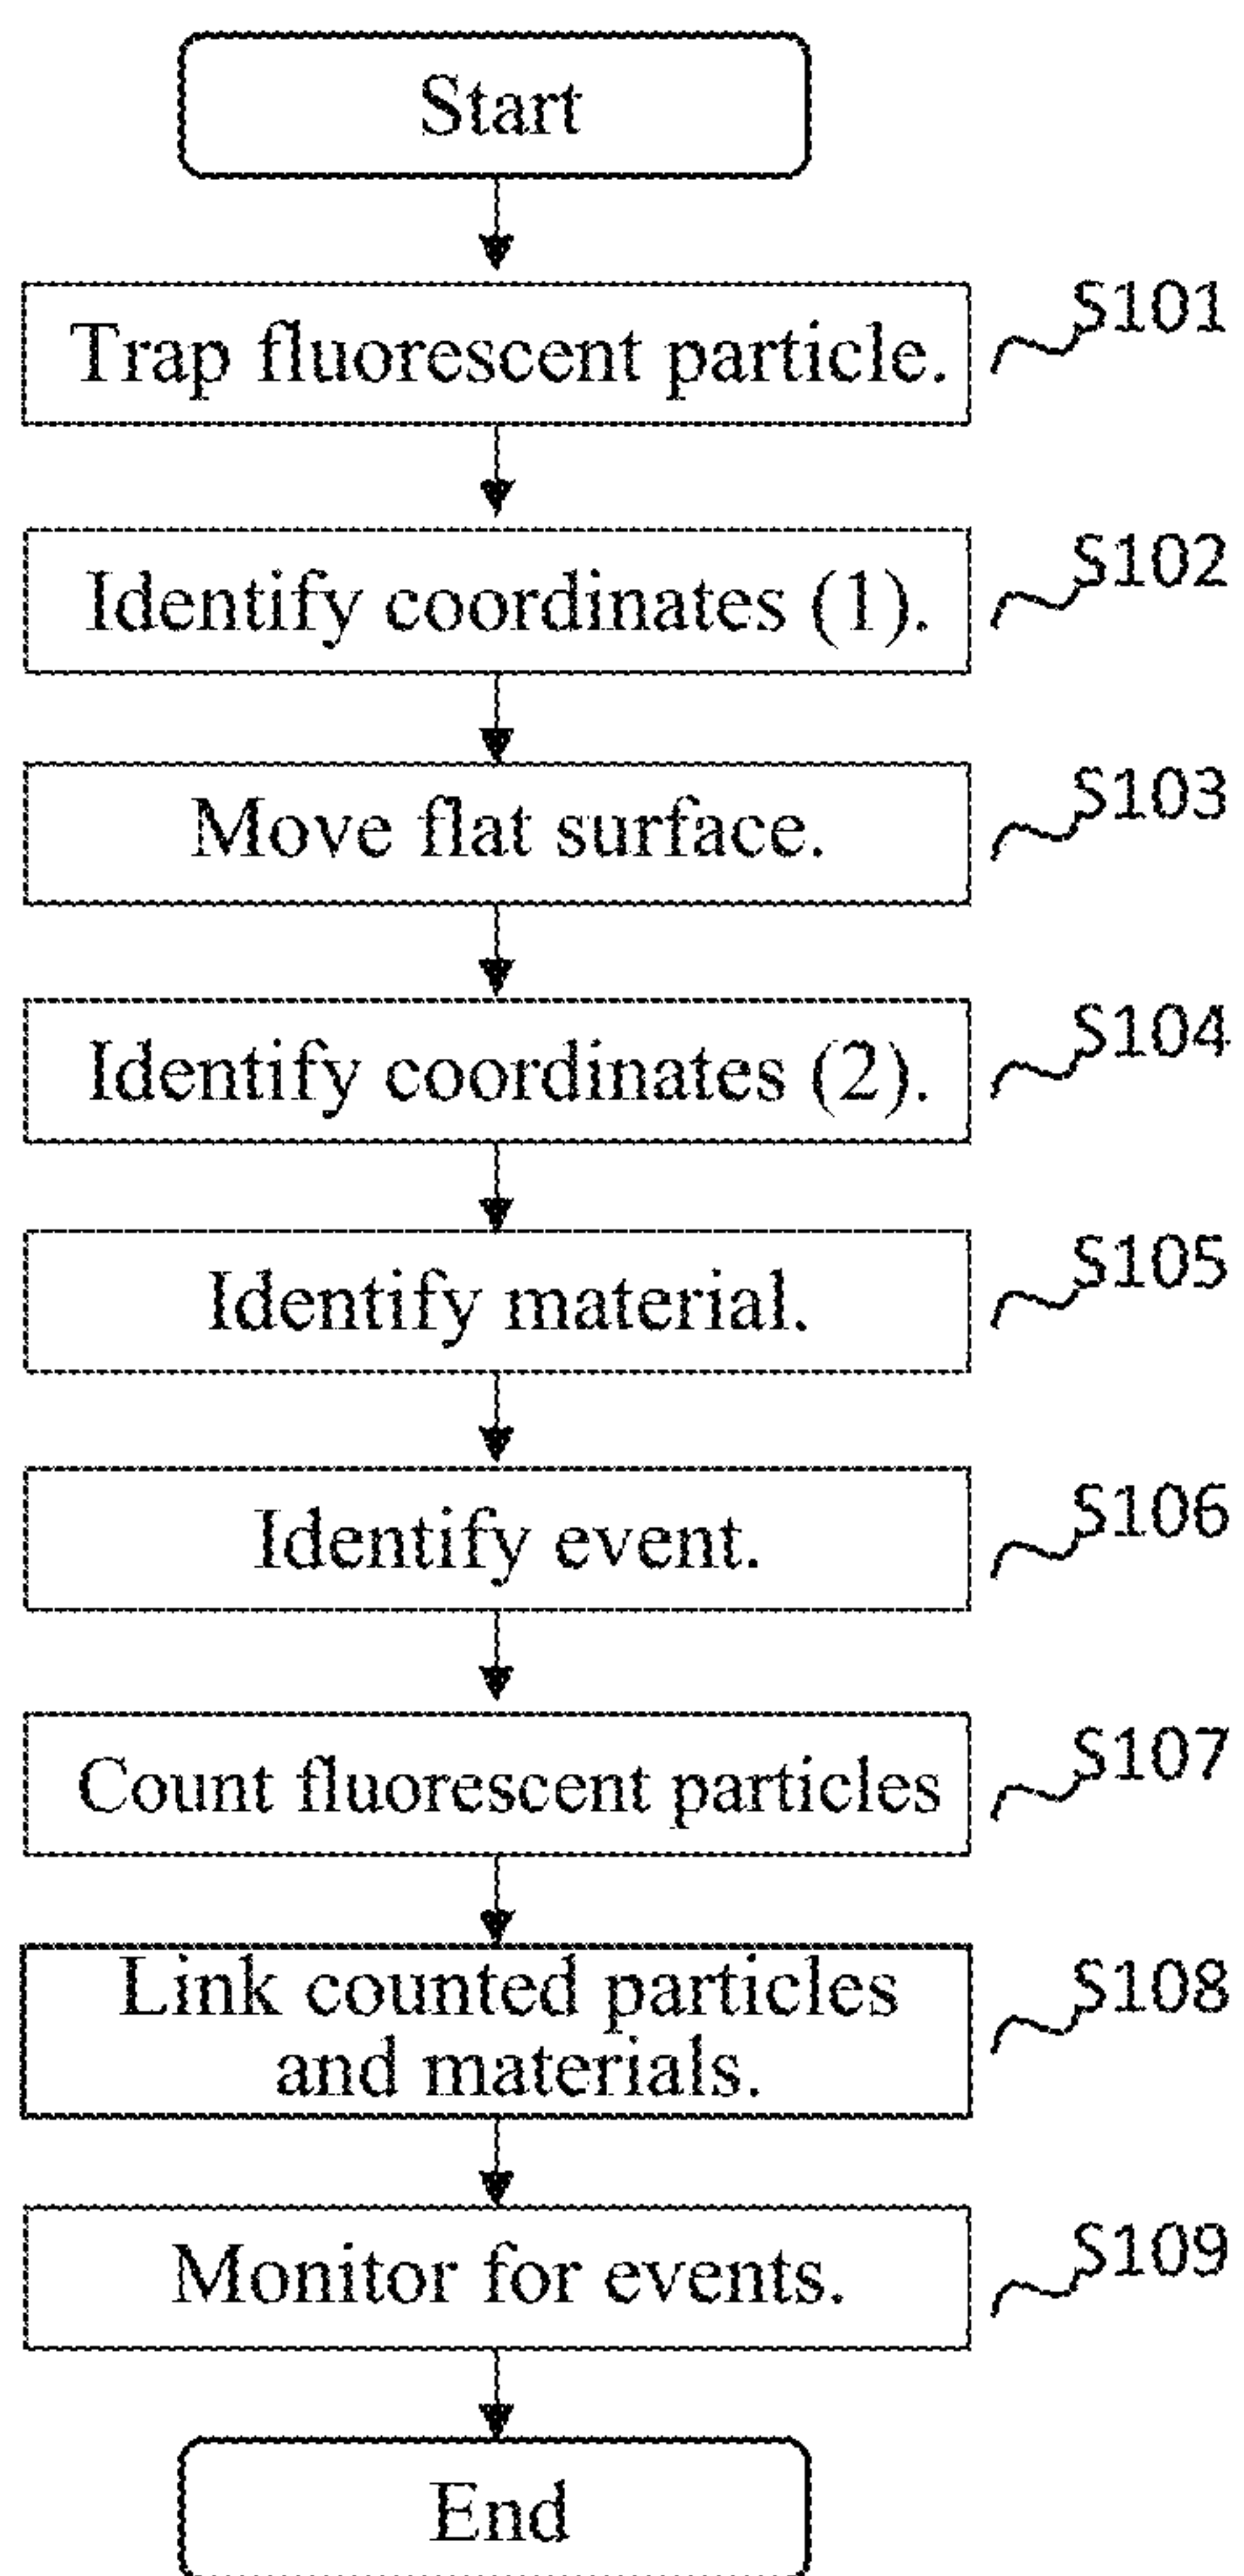 Start
Trap fluorescent particle.
S101
Identify coordinates (1).
S102
Move flat surface.
S103
Identify coordinates (2).
S104
Identify material.
S105
Identify event.
S106
Count fluorescent particles
S107
Link counted particles
and materials.
S108
Monitor for events.
S109
End